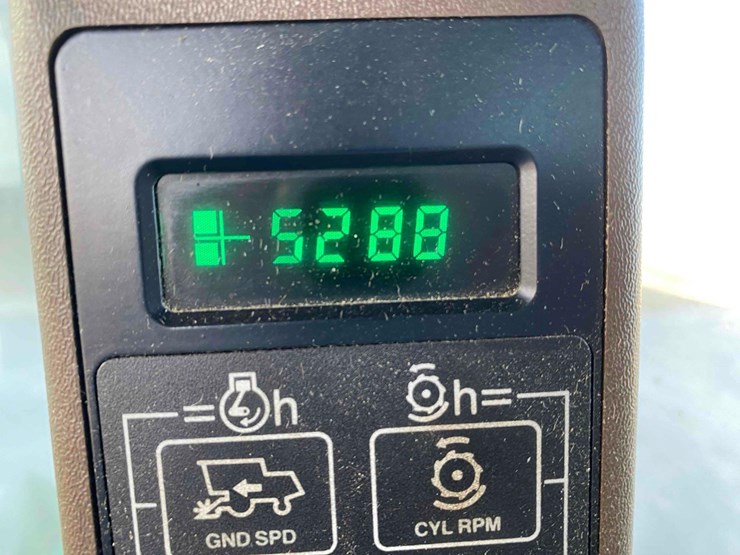 5288
=h
h=
GND SPD
CYL RPM